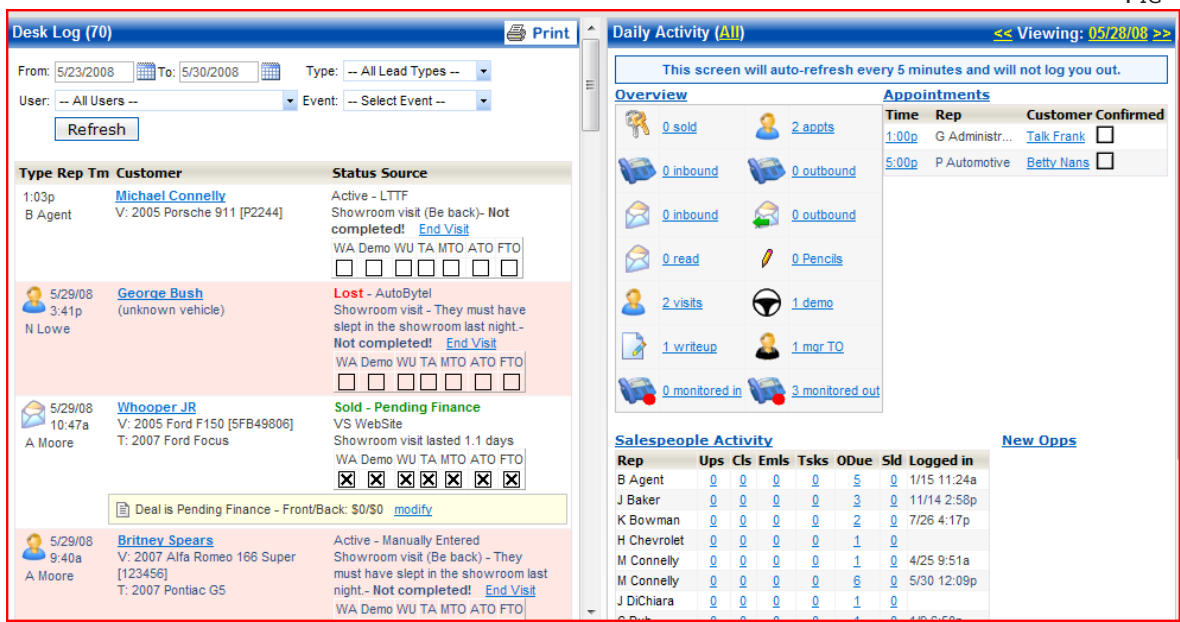 Desk Log (70)
Print
From: 5/23/2008 To: 5/30/2008 Type: -- All Lead Types --
User: -- All Users -- Event: -- Select Event --
Refresh
Type Rep Tm Customer Status Source
1:03p
B Agent
Michael Connelly
V: 2005 Porsche 911 [P2244]
Active - LTTF
Showroom visit (Be back)- Not
completed! End Visit
WA Demo WU TA MTO ATO FTO
5/29/08
3:41p
N Lowe
George Bush
(unknown vehicle)
Lost - AutoBytel
Showroom visit - They must have
slept in the showroom last night.-
Not completed! End Visit
WA Demo WU TA MTO ATO FTO
5/29/08
10:47a
A Moore
Whooper JR
V: 2005 Ford F150 [5FB49806]
T: 2007 Ford Focus
Sold - Pending Finance
VS WebSite
Showroom visit lasted 1.1 days
WA Demo WU TA MTO ATO FTO
Deal is Pending Finance - Front/Back: $0/$0 modify
5/29/08
9:40a
A Moore
Britney Spears
V: 2007 Alfa Romeo 166 Super
[123456]
T: 2007 Pontiac G5
Active - Manually Entered
Showroom visit (Be back) - They
must have slept in the showroom last
night.- Not completed! End Visit
WA Demo WU TA MTO ATO FTO
Daily Activity (All)
<< Viewing: 05/28/08 >>
This screen will auto-refresh every 5 minutes and will not log you out.
Overview
0 sold 2 appts
0 inbound 0 outbound
0 inbound 0 outbound
0 read 0 Pencils
2 visits 1 demo
1 writeup 1 mgr TO
0 monitored in 3 monitored out
Appointments
Time Rep Customer Confirmed
1:00p G Administr... Talk Frank
5:00p P Automotive Betty Nans
Salespeople Activity
Rep Ups Cls Emls Tsks ODue Sld Logged in
B Agent 0 0 0 0 5 0 1/15 11:24a
J Baker 0 0 0 0 3 0 11/14 2:58p
K Bowman 0 0 0 0 2 0 7/26 4:17p
H Chevrolet 0 0 0 0 1 0
M Connelly 0 0 0 0 1 0 4/25 9:51a
M Connelly 0 0 0 0 6 0 5/30 12:09p
J DiChiara 0 0 0 0 1 0
New Opps